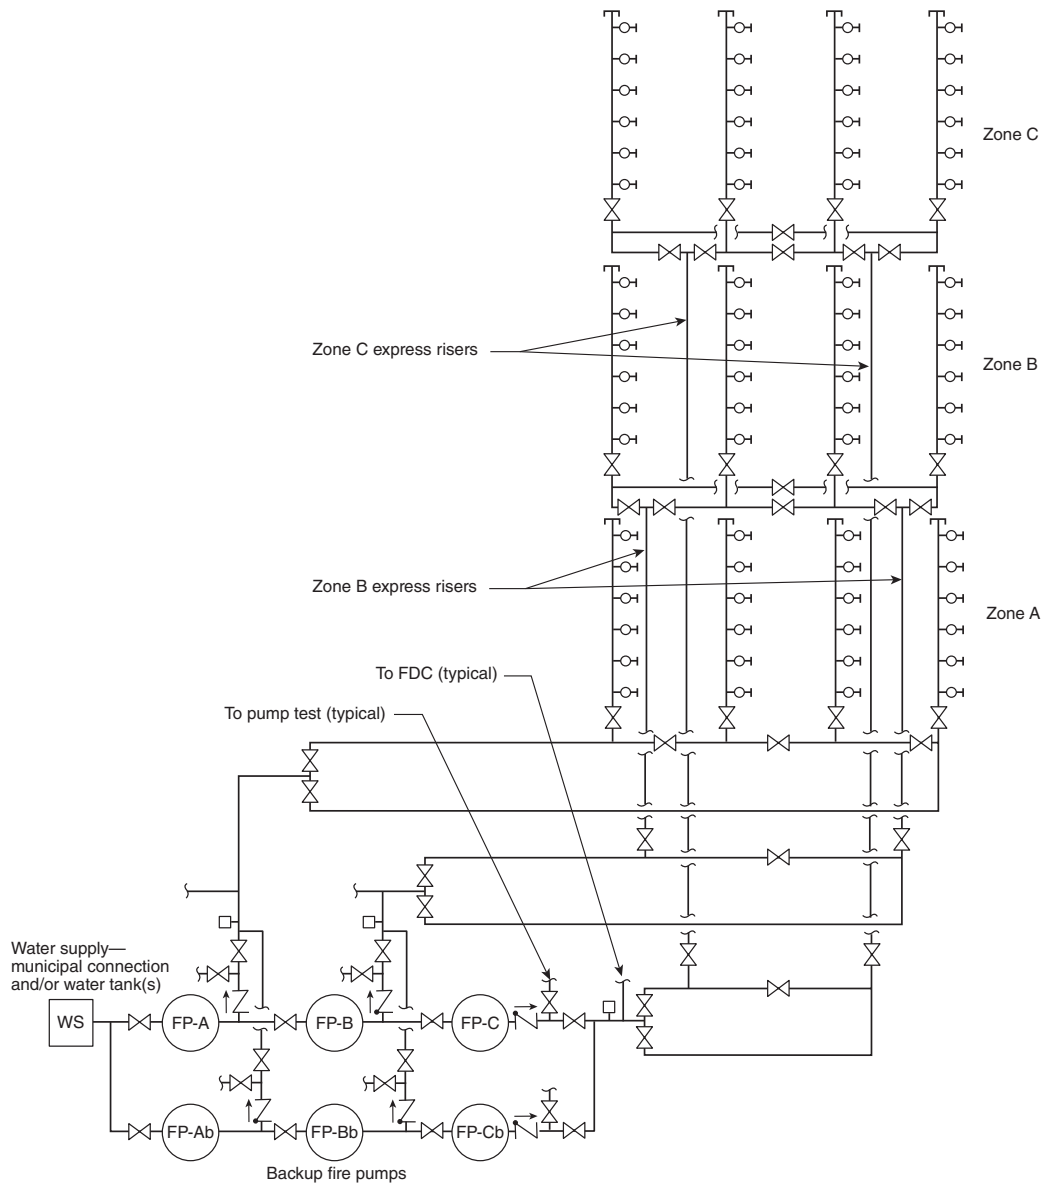 Zone C
Zone C express risers
Zone B
Zone B express risers
Zone A
To FDC (typical)
To pump test (typical)
Water supply—
municipal connection
and/or water tank(s)
WS
FP-A
FP-B
FP-C
FP-Ab
FP-Bb
FP-Cb
Backup fire pumps